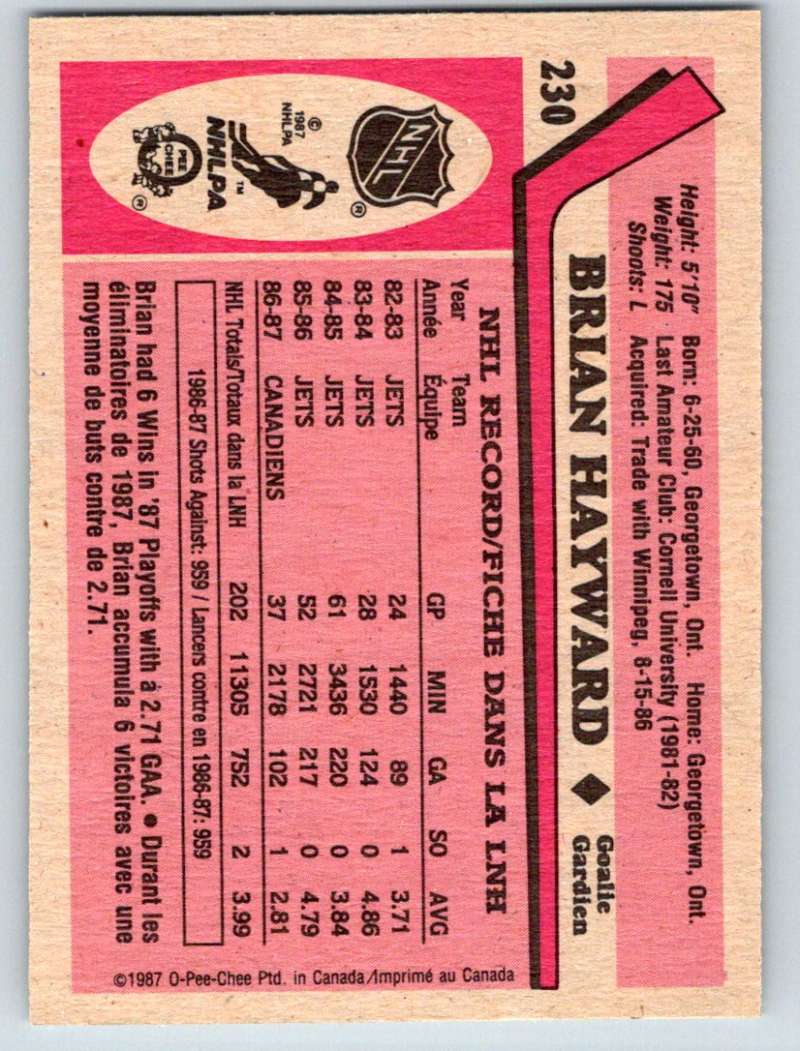 230
Height: 5'10" Born: 6-25-60, Georgetown, Ont. Home: Georgetown, Ont.
Weight: 175 Last Amateur Club: Cornell University (1981-82)
Shoots: L Acquired: Trade with Winnipeg, 8-15-86
BRIAN HAYWARD ◆ Goalie
Gardien
NHL
®
© 1987 NHLPA
NHLPA ™
O PEE CHEE
®
NHL RECORD/FICHE DANS LA LNH
Year Team
Année Équipe GP MIN GA SO AVG
82-83 JETS 24 1440 89 1 3.71
83-84 JETS 28 1530 124 0 4.86
84-85 JETS 61 3436 220 0 3.84
85-86 JETS 52 2721 217 0 4.79
86-87 CANADIENS 37 2178 102 1 2.81
NHL Totals/Totaux dans la LNH 202 11305 752 2 3.99
1986-87 Shots Against: 959 / Lancers contre en 1986-87: 959
Brian had 6 Wins in '87 Playoffs with a 2.71 GAA. ● Durant les
éliminatoires de 1987, Brian accumula 6 victoires avec une
moyenne de buts contre de 2.71.
©1987 O-Pee-Chee Ptd. in Canada/Imprimé au Canada